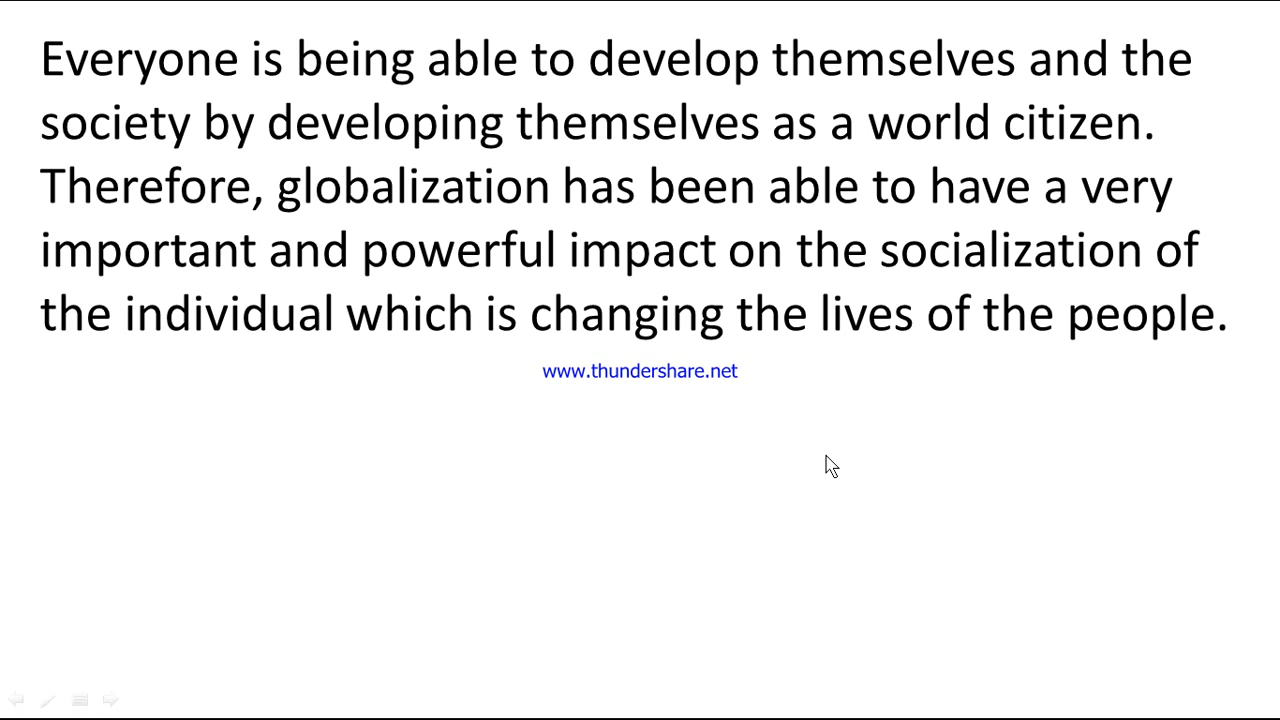 Everyone is being able to develop themselves and the
society by developing themselves as a world citizen.
Therefore, globalization has been able to have a very
important and powerful impact on the socialization of
the individual which is changing the lives of the people.
www.thundershare.net